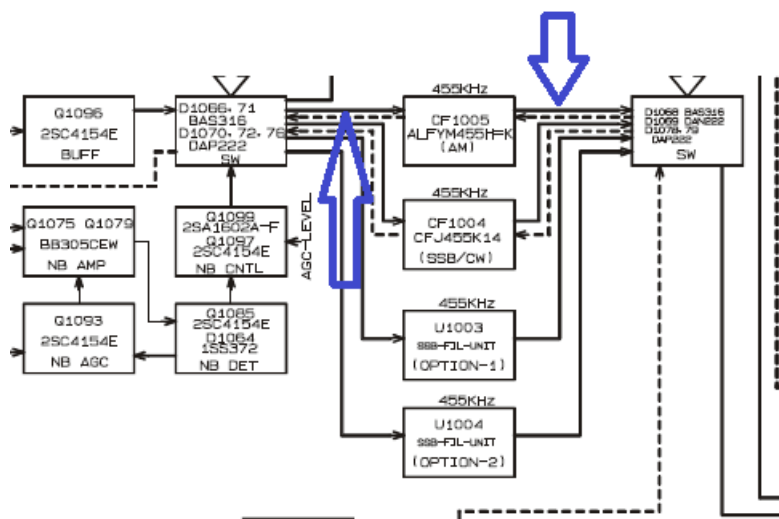 Q1096
2SC4154E
BUFF
D1066,71
BAS316
D1070,72,76
DAP222
SW
455KHz
CF1005
ALFYM455H=K
(AM)
D1068 BAS316
D1069 DAN222
D1078,79
DAP222
SW
Q1075 Q1079
BB305CEW
NB AMP
Q1099
2SA1602A-F
Q1097
2SC4154E
NB CNTL
AGC-LEVEL
455KHz
CF1004
CFJ455K14
(SSB/CW)
Q1093
2SC4154E
NB AGC
Q1085
2SC4154E
D1064
1SS372
NB DET
455KHz
U1003
SSB-FIL-UNIT
(OPTION-1)
455KHz
U1004
SSB-FIL-UNIT
(OPTION-2)